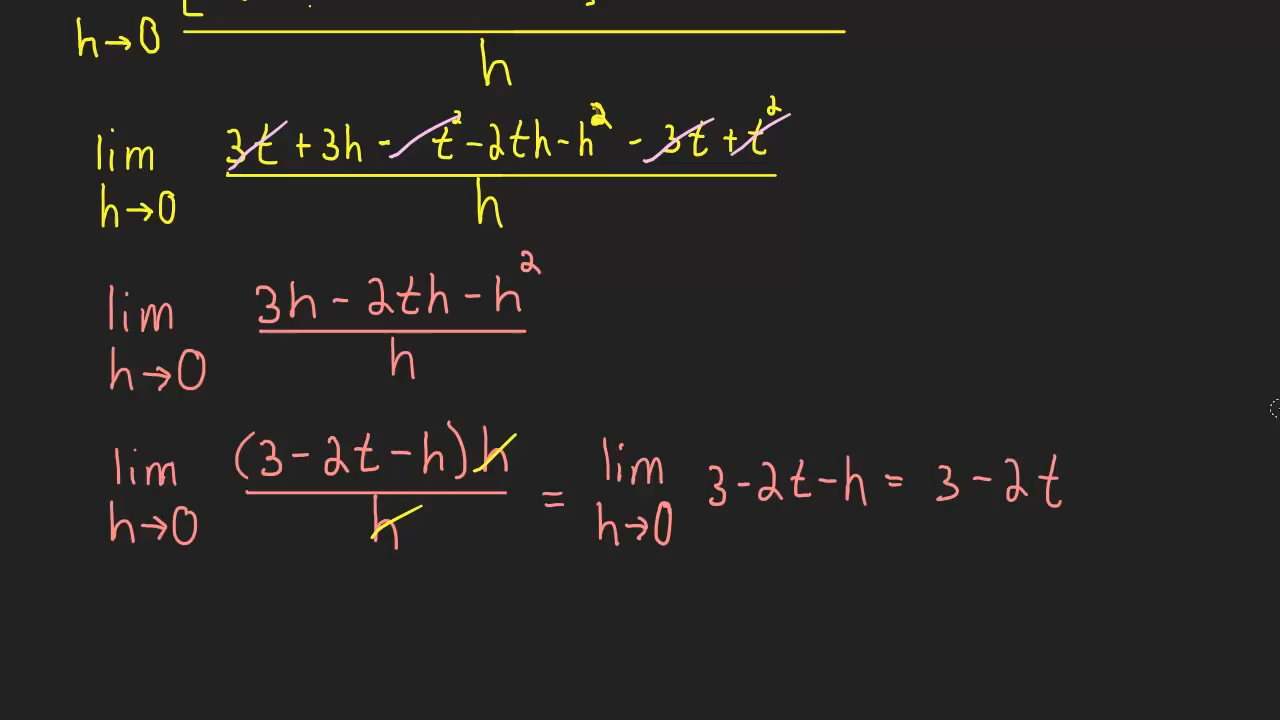 h→0 h
lim h→0 3t + 3h - t² - 2th - h² - 3t + t² / h
lim h→0 3h - 2th - h² / h
lim h→0 (3 - 2t - h)h / h = lim h→0 3 - 2t - h = 3 - 2t